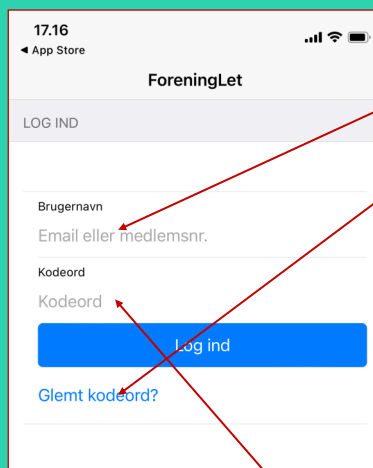 17.16
◀ App Store
ForeningLet
LOG IND
Brugernavn
Email eller medlemsnr.
Kodeord
Kodeord
Log ind
Glemt kodeord?